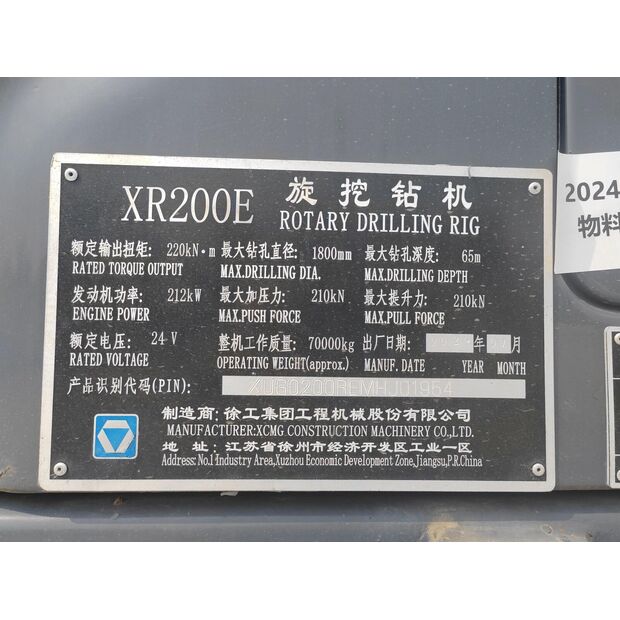 XR200E 旋挖钻机
ROTARY DRILLING RIG
额定输出扭矩: 220kN·m 最大钻孔直径: 1800mm 最大钻孔深度: 65m
RATED TORQUE OUTPUT MAX.DRILLING DIA. MAX.DRILLING DEPTH
发动机功率: 212kW 最大加压力: 210kN 最大提升力: 210kN
ENGINE POWER MAX.PUSH FORCE MAX.PULL FORCE
额定电压: 24V 整机工作质量: 70000kg 出厂日期: 年 月
RATED VOLTAGE OPERATING WEIGHT(approx.) MANUF. DATE YEAR MONTH
产品识别代码(PIN):
制造商: 徐工集团工程机械股份有限公司
MANUFACTURER:XCMG CONSTRUCTION MACHINERY CO.,LTD.
地 址: 江苏省徐州市经济开发区工业一区
Address: No.1 Industry Area,Xuzhou Economic Development Zone,Jiangsu,P.R.China
2024
物料